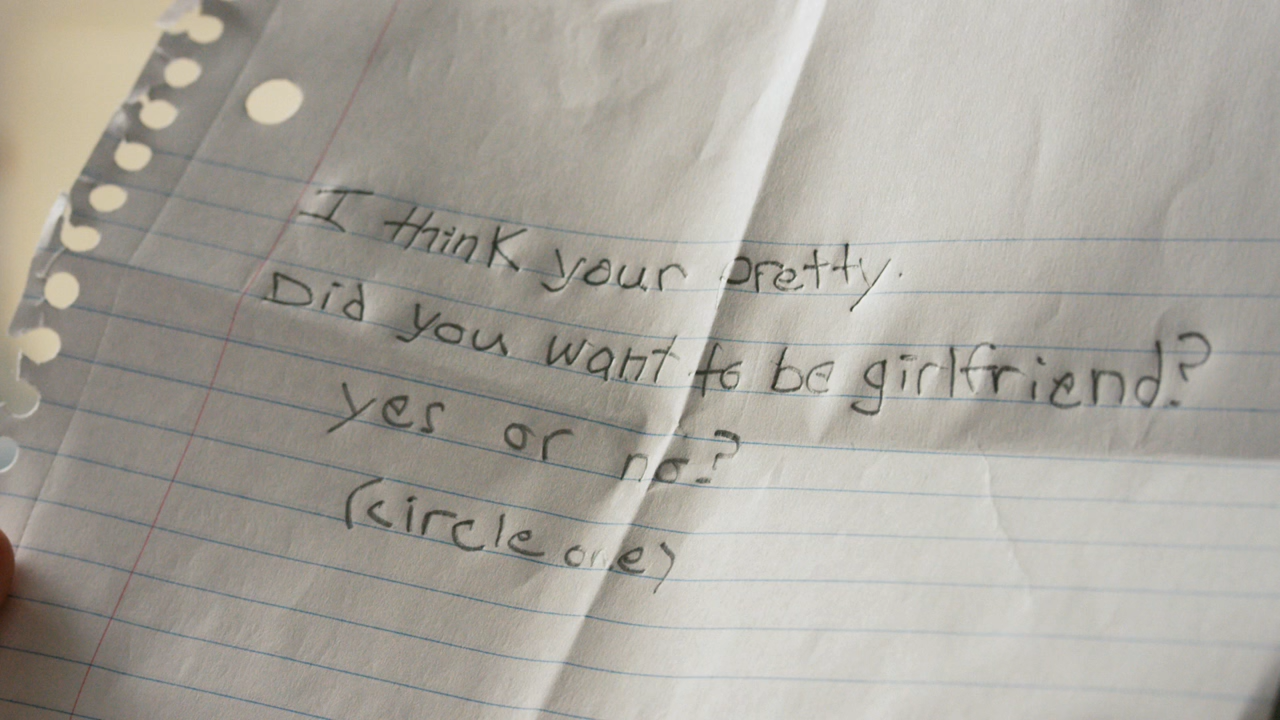 I think your pretty.
Did you want to be girlfriend?
yes or no?
(circle one)